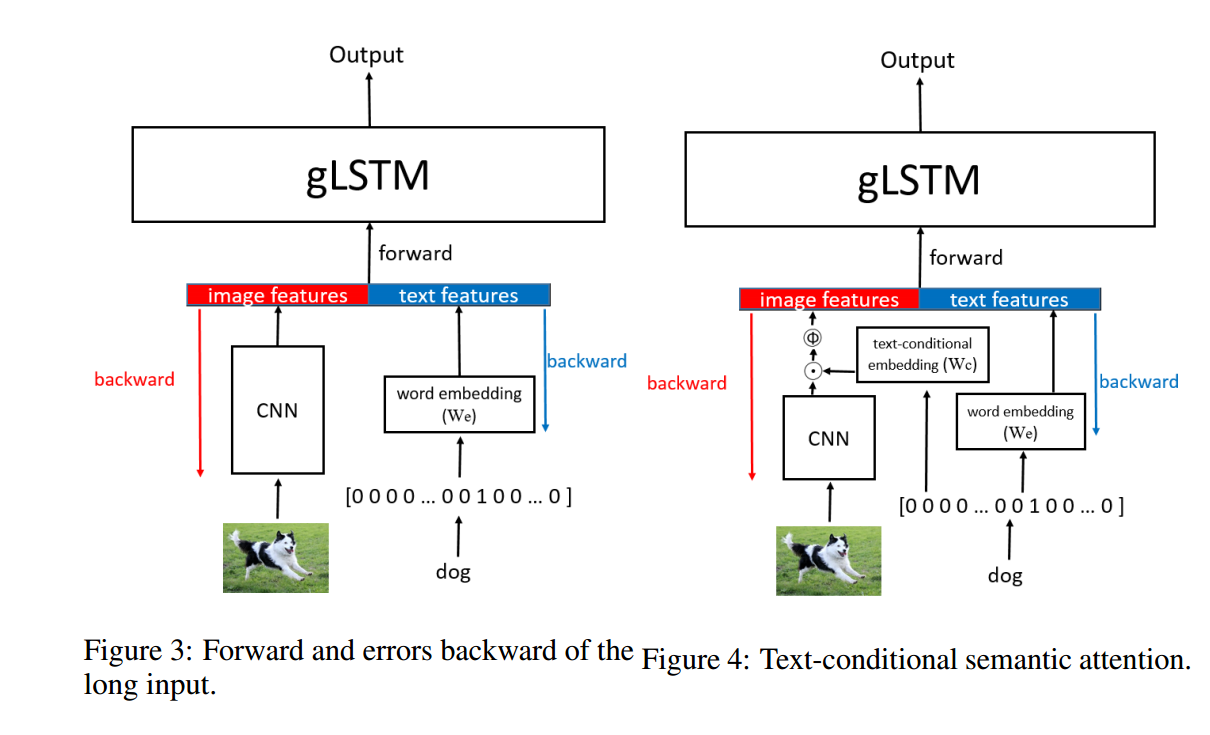 Output
gLSTM
forward
image features text features
backward
backward
CNN
word embedding
(We)
[0 0 0 0 ... 0 0 1 0 0 ... 0 ]
dog
Figure 3: Forward and errors backward of the
long input.
Output
gLSTM
forward
image features text features
Φ
text-conditional
embedding (Wc)
backward
backward
CNN
word embedding
(We)
[0 0 0 0 ... 0 0 1 0 0 ... 0 ]
dog
Figure 4: Text-conditional semantic attention.